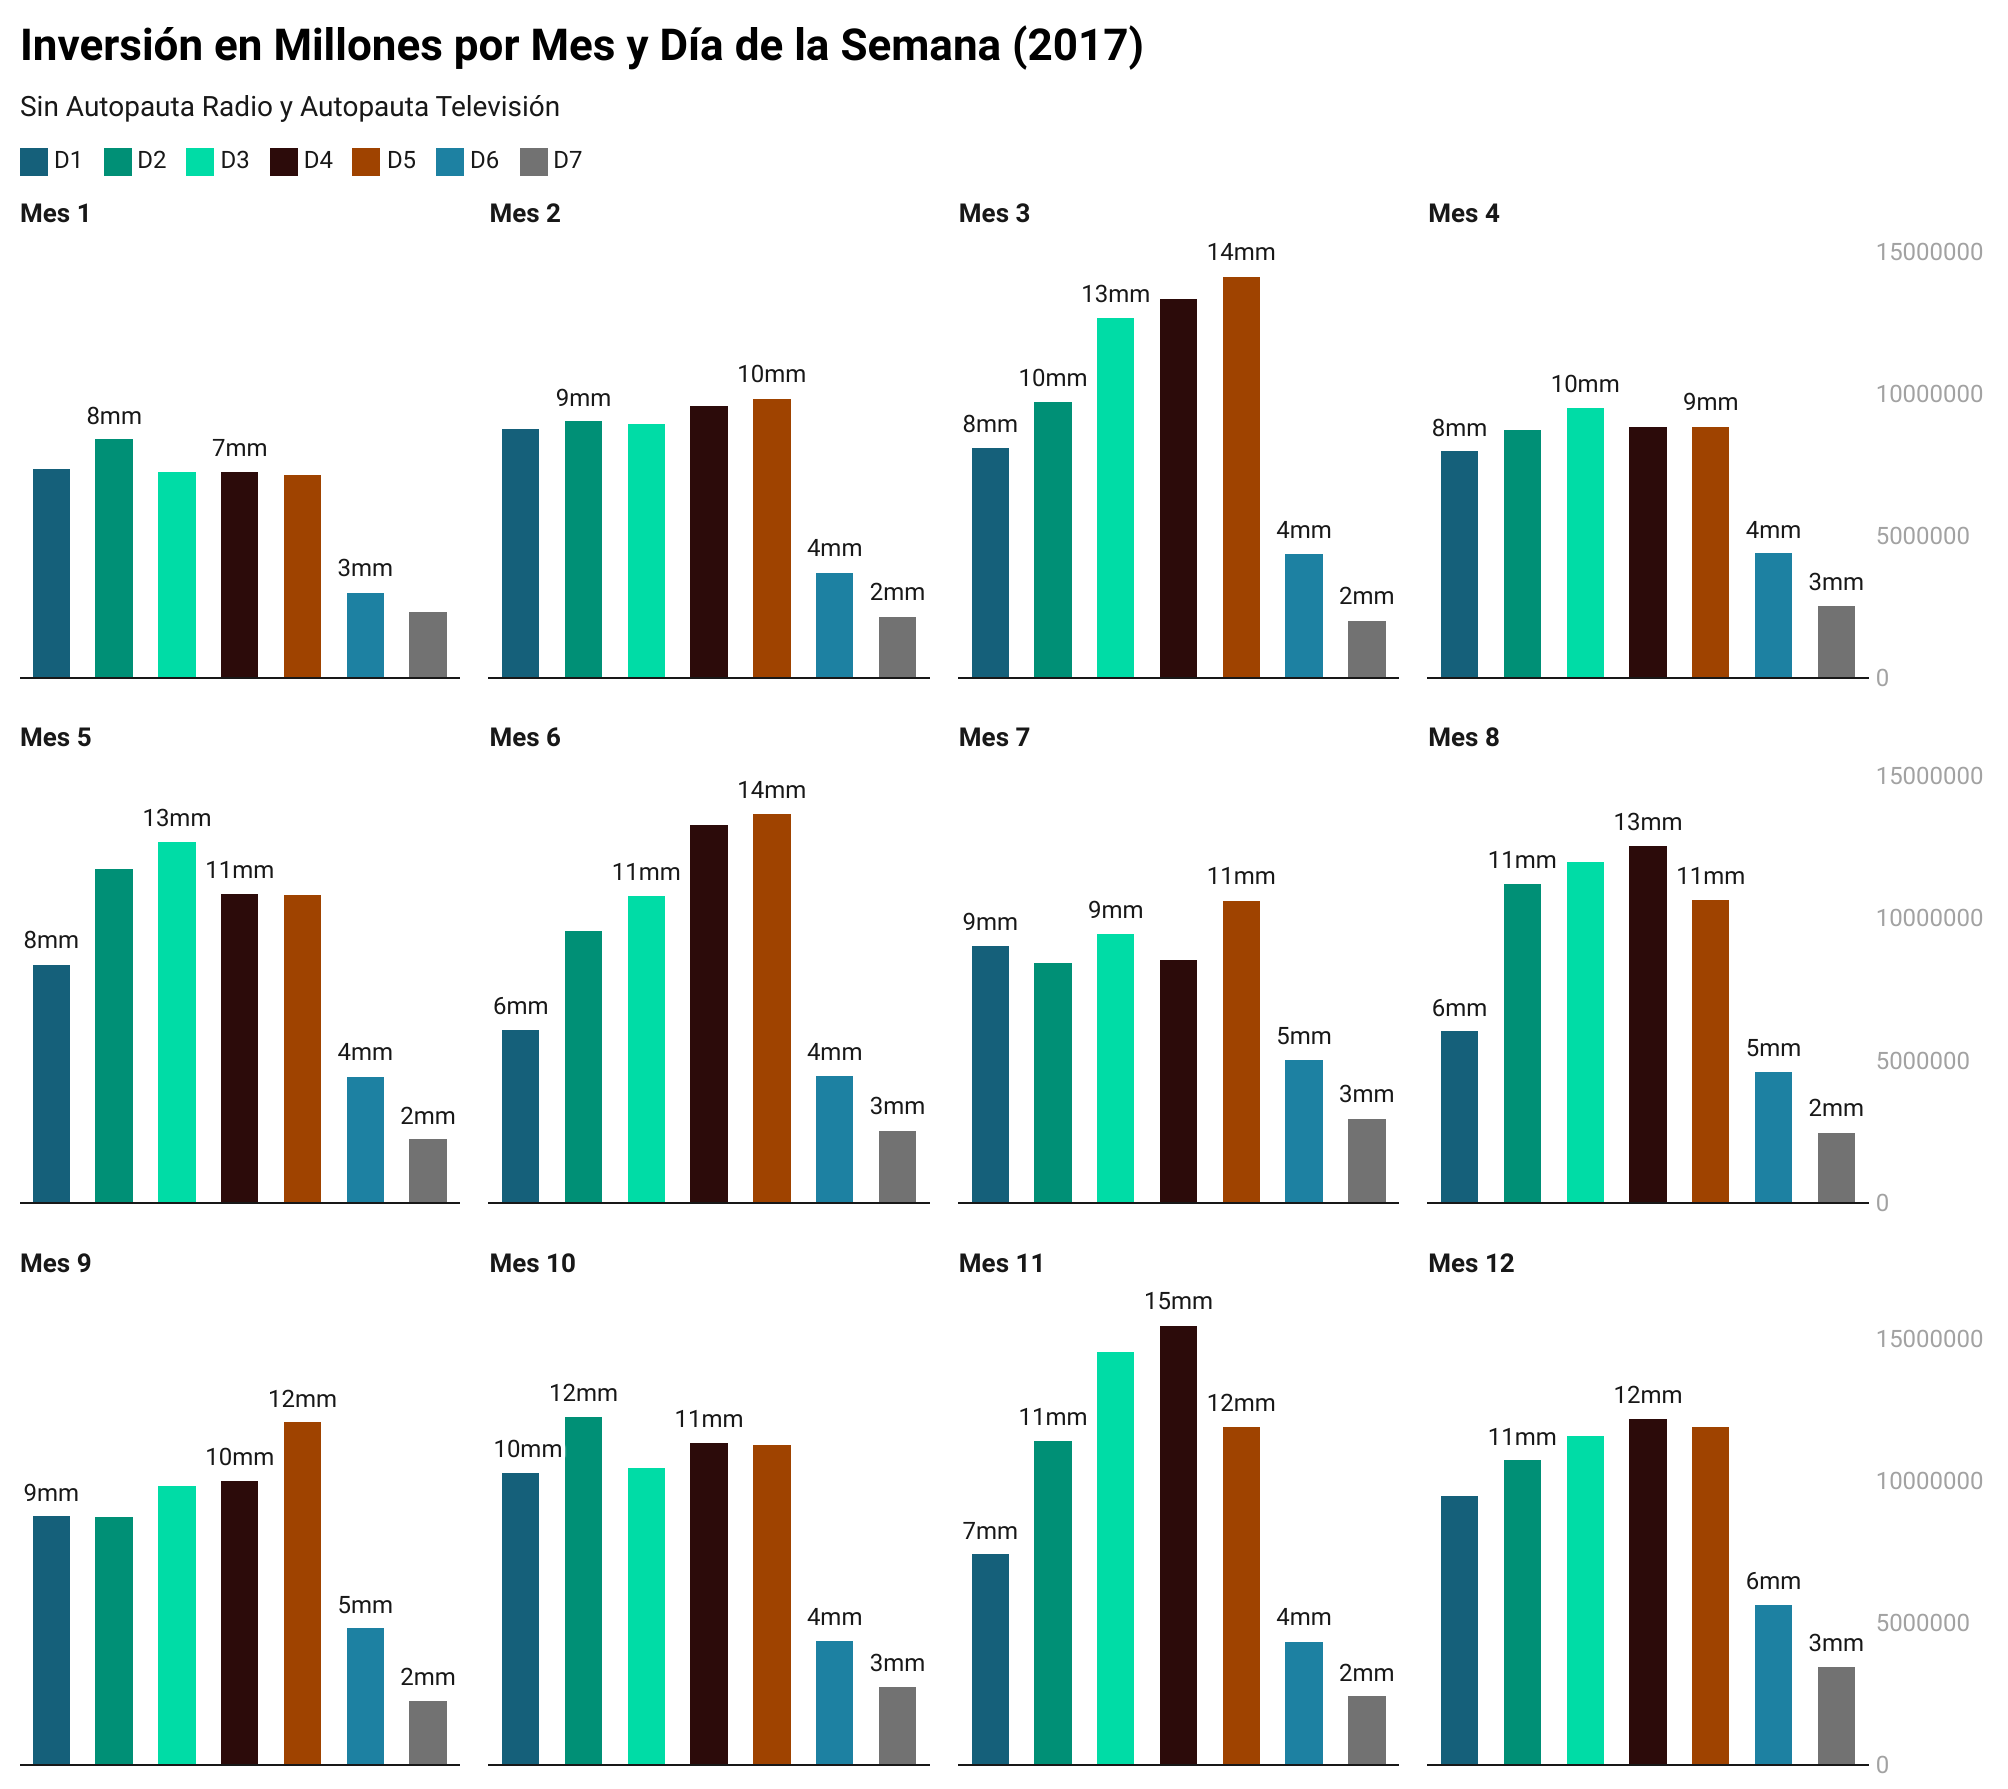 Inversión en Millones por Mes y Día de la Semana (2017)
Sin Autopauta Radio y Autopauta Televisión
D1 D2 D3 D4 D5 D6 D7
Mes 1
8mm
7mm
3mm
Mes 2
9mm
10mm
4mm
2mm
Mes 3
8mm
10mm
13mm
14mm
4mm
2mm
Mes 4
8mm
10mm
9mm
4mm
3mm
15000000
10000000
5000000
0
Mes 5
8mm
13mm
11mm
4mm
2mm
Mes 6
6mm
11mm
14mm
4mm
3mm
Mes 7
9mm
9mm
11mm
5mm
3mm
Mes 8
6mm
11mm
13mm
11mm
5mm
2mm
15000000
10000000
5000000
0
Mes 9
9mm
10mm
12mm
5mm
2mm
Mes 10
10mm
12mm
11mm
4mm
3mm
Mes 11
7mm
11mm
15mm
12mm
4mm
2mm
Mes 12
11mm
12mm
6mm
3mm
15000000
10000000
5000000
0